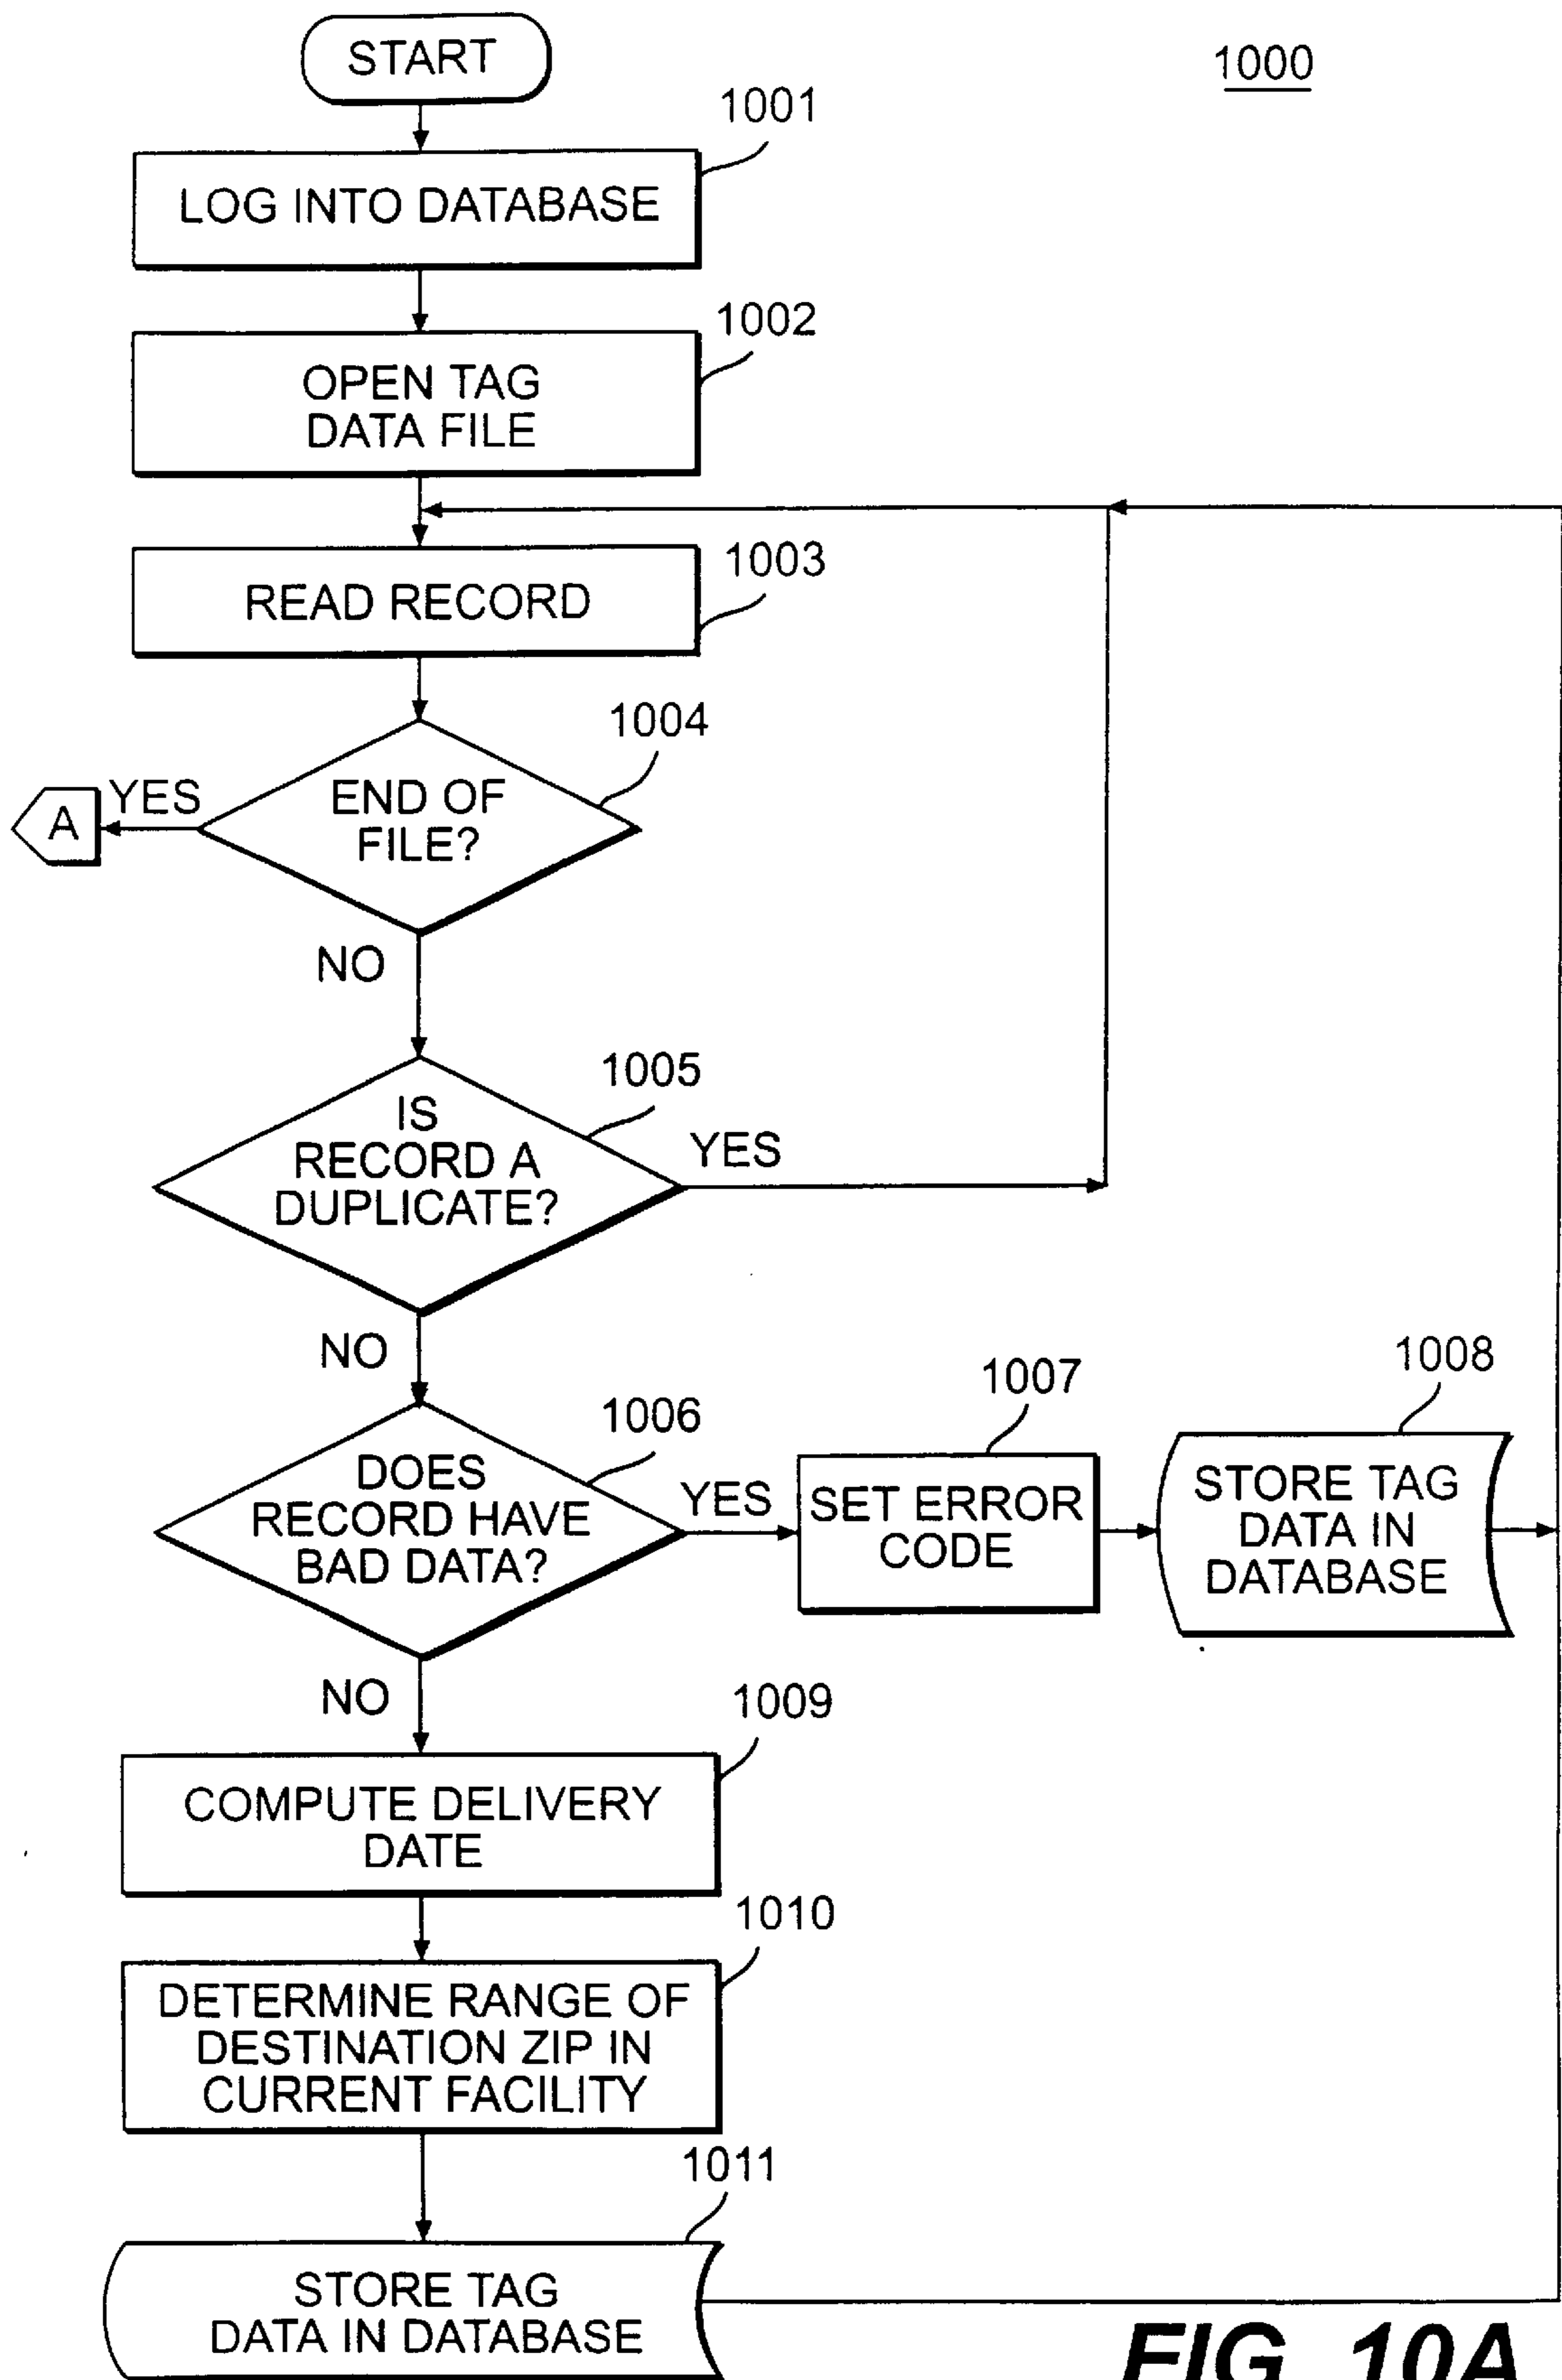 START
1000
1001
LOG INTO DATABASE
1002
OPEN TAG
DATA FILE
1003
READ RECORD
1004
END OF
FILE?
YES
A
NO
1005
IS
RECORD A
DUPLICATE?
YES
NO
1006
DOES
RECORD HAVE
BAD DATA?
YES
1007
SET ERROR
CODE
1008
STORE TAG
DATA IN
DATABASE
NO
1009
COMPUTE DELIVERY
DATE
1010
DETERMINE RANGE OF
DESTINATION ZIP IN
CURRENT FACILITY
1011
STORE TAG
DATA IN DATABASE
FIG. 10A